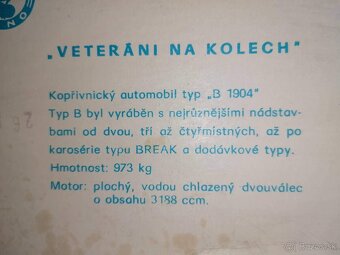 „VETERÁNI NA KOLECH"
Kopřivnický automobil typ „B 1904"
Typ B byl vyráběn s nejrůznějšími nádstav-
bami od dvou, tří až čtyřmístných, až po
karosérie typu BREAK a dodávkové typy.
Hmotnost: 973 kg
Motor: plochý, vodou chlazený dvouválec
o obsahu 3188 ccm.